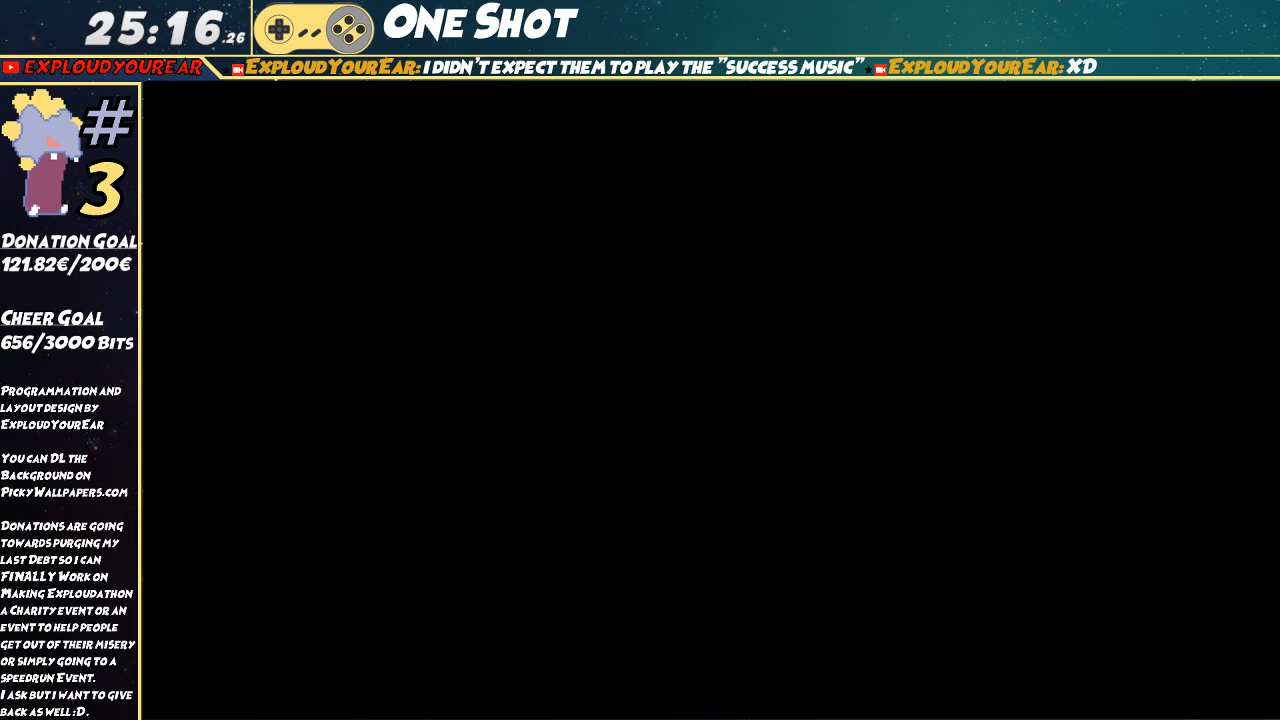 25:16.26
ONE SHOT
EXPLOUDYOUREAR
EXPLOUDYOUREAR: I DIDN'T EXPECT THEM TO PLAY THE "SUCCESS MUSIC" EXPLOUDYOUREAR: XD
#
3
DONATION GOAL
121.82€/200€
CHEER GOAL
656/3000 BITS
PROGRAMMATION AND
LAYOUT DESIGN BY
EXPLOUDYOUREAR
YOU CAN DL THE
BACKGROUND ON
PICKYWALLPAPERS.COM
DONATIONS ARE GOING
TOWARDS PURGING MY
LAST DEBT SO I CAN
FINALLY WORK ON
MAKING EXPLOUDATHON
A CHARITY EVENT OR AN
EVENT TO HELP PEOPLE
GET OUT OF THEIR MISERY
OR SIMPLY GOING TO A
SPEEDRUN EVENT.
I ASK BUT I WANT TO GIVE
BACK AS WELL :D.